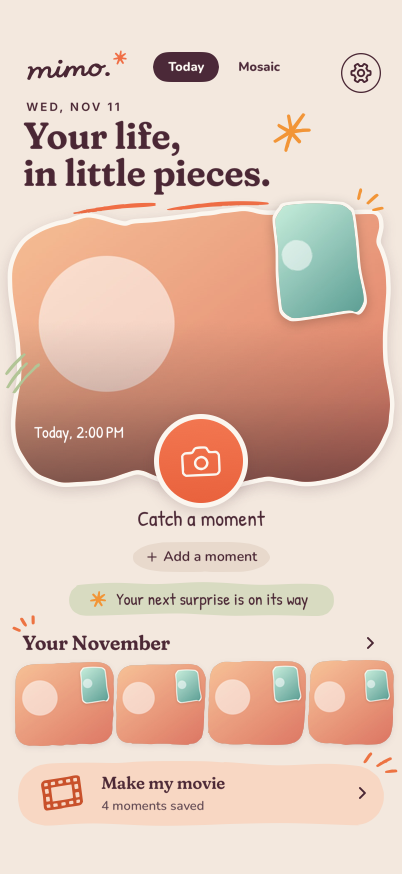 mimo.
Today
Mosaic
WED, NOV 11
Your life,
in little pieces.
Today, 2:00 PM
Catch a moment
+ Add a moment
Your next surprise is on its way
Your November
Make my movie
4 moments saved